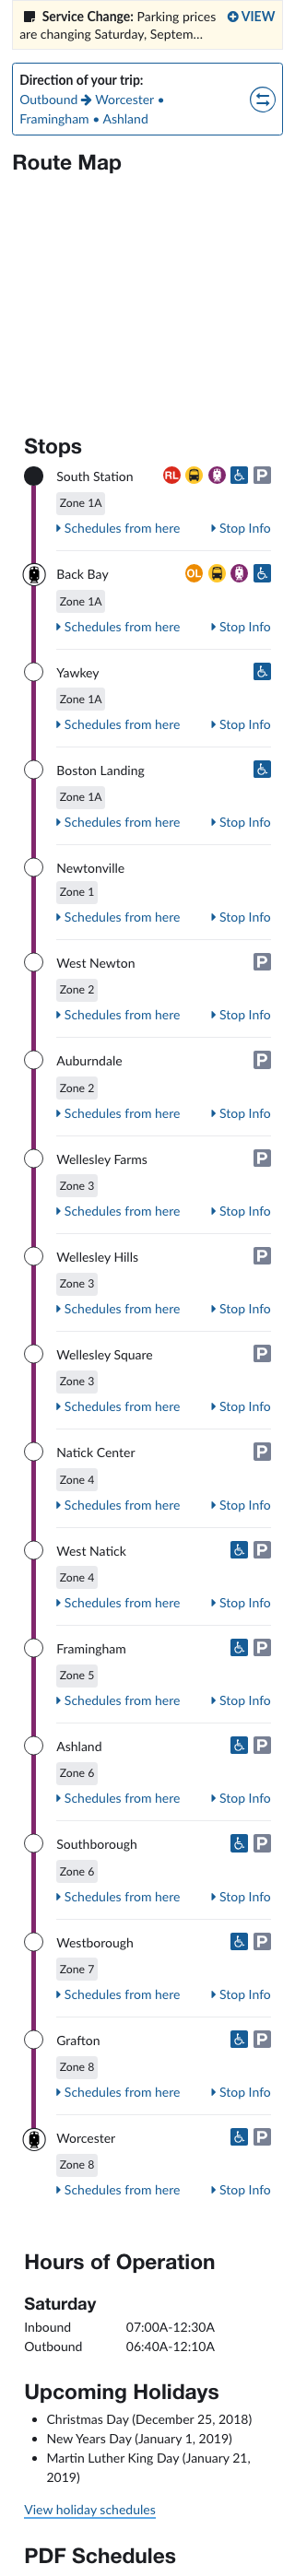 Service Change: Parking prices VIEW
are changing Saturday, Septem...
Direction of your trip:
Outbound Worcester •
Framingham • Ashland
Route Map
Stops
South Station RL P
Zone 1A
Schedules from here Stop Info
Back Bay OL
Zone 1A
Schedules from here Stop Info
Yawkey
Zone 1A
Schedules from here Stop Info
Boston Landing
Zone 1A
Schedules from here Stop Info
Newtonville
Zone 1
Schedules from here Stop Info
West Newton P
Zone 2
Schedules from here Stop Info
Auburndale P
Zone 2
Schedules from here Stop Info
Wellesley Farms P
Zone 3
Schedules from here Stop Info
Wellesley Hills P
Zone 3
Schedules from here Stop Info
Wellesley Square P
Zone 3
Schedules from here Stop Info
Natick Center P
Zone 4
Schedules from here Stop Info
West Natick P
Zone 4
Schedules from here Stop Info
Framingham P
Zone 5
Schedules from here Stop Info
Ashland P
Zone 6
Schedules from here Stop Info
Southborough P
Zone 6
Schedules from here Stop Info
Westborough P
Zone 7
Schedules from here Stop Info
Grafton P
Zone 8
Schedules from here Stop Info
Worcester P
Zone 8
Schedules from here Stop Info
Hours of Operation
Saturday
Inbound 07:00A-12:30A
Outbound 06:40A-12:10A
Upcoming Holidays
• Christmas Day (December 25, 2018)
• New Years Day (January 1, 2019)
• Martin Luther King Day (January 21,
2019)
View holiday schedules
PDF Schedules